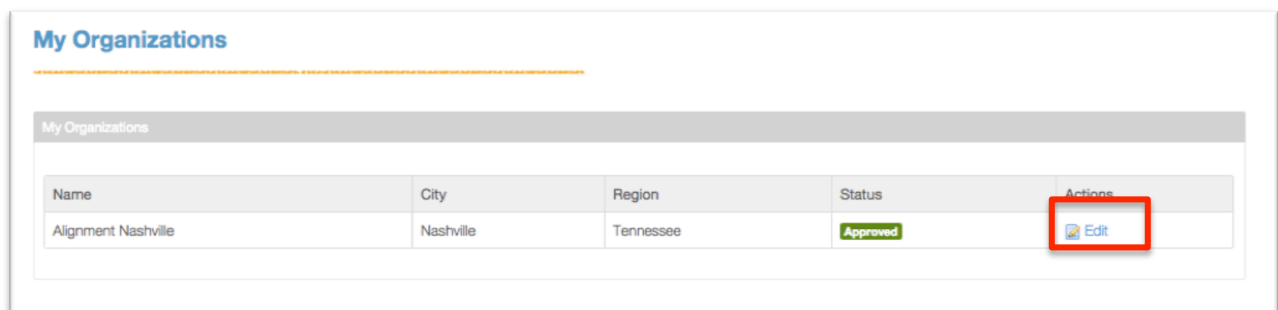 My Organizations
My Organizations
Name City Region Status Actions
Alignment Nashville Nashville Tennessee Approved Edit